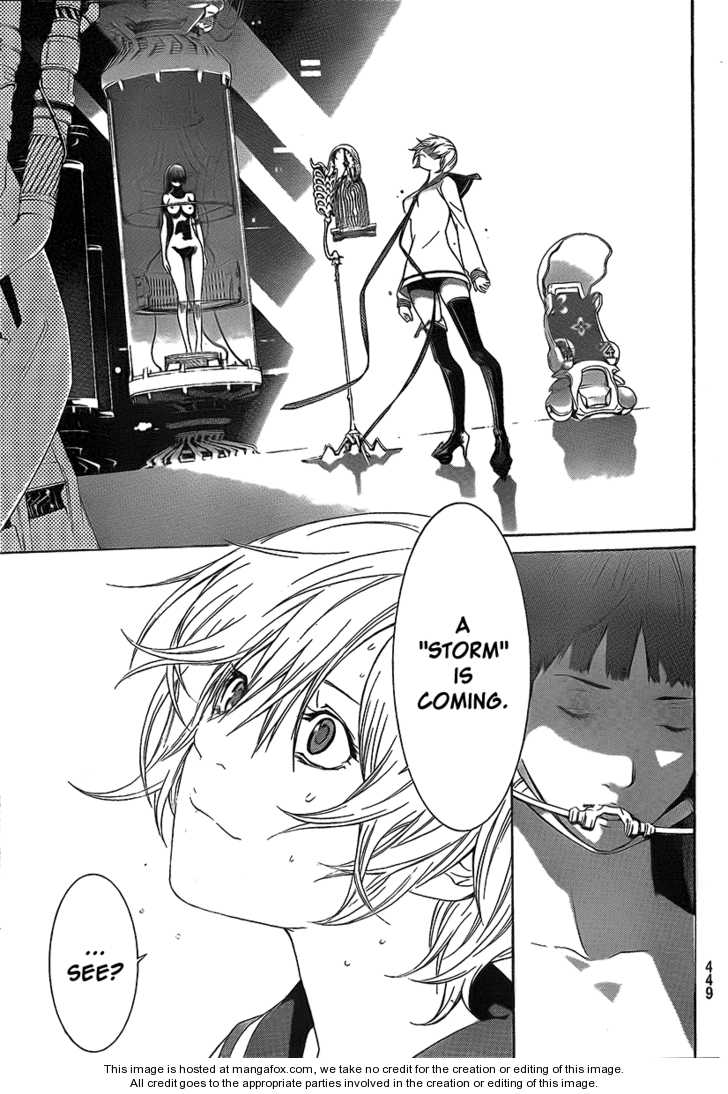 A
"STORM"
IS
COMING.
...
SEE?
449
This image is hosted at mangafox.com, we take no credit for the creation or editing of this image.
All credit goes to the appropriate parties involved in the creation or editing of this image.